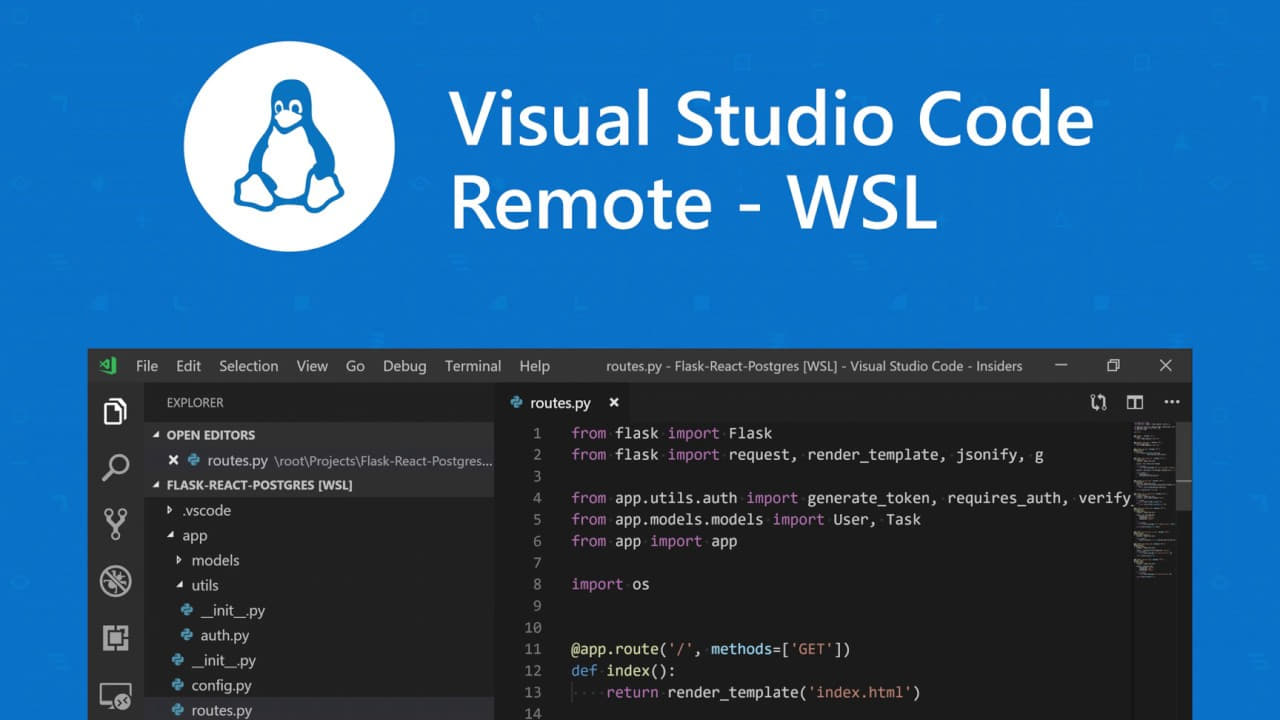 Visual Studio Code
Remote - WSL
File Edit Selection View Go Debug Terminal Help routes.py - Flask-React-Postgres [WSL] - Visual Studio Code - Insiders
EXPLORER
OPEN EDITORS
routes.py \root\Projects\Flask-React-Postgres...
FLASK-REACT-POSTGRES [WSL]
.vscode
app
models
utils
__init__.py
auth.py
__init__.py
config.py
routes.py
routes.py
1 from flask import Flask
2 from flask import request, render_template, jsonify, g
3
4 from app.utils.auth import generate_token, requires_auth, verify_
5 from app.models.models import User, Task
6 from app import app
7
8 import os
9
10
11 @app.route('/', methods=['GET'])
12 def index():
13 return render_template('index.html')
14